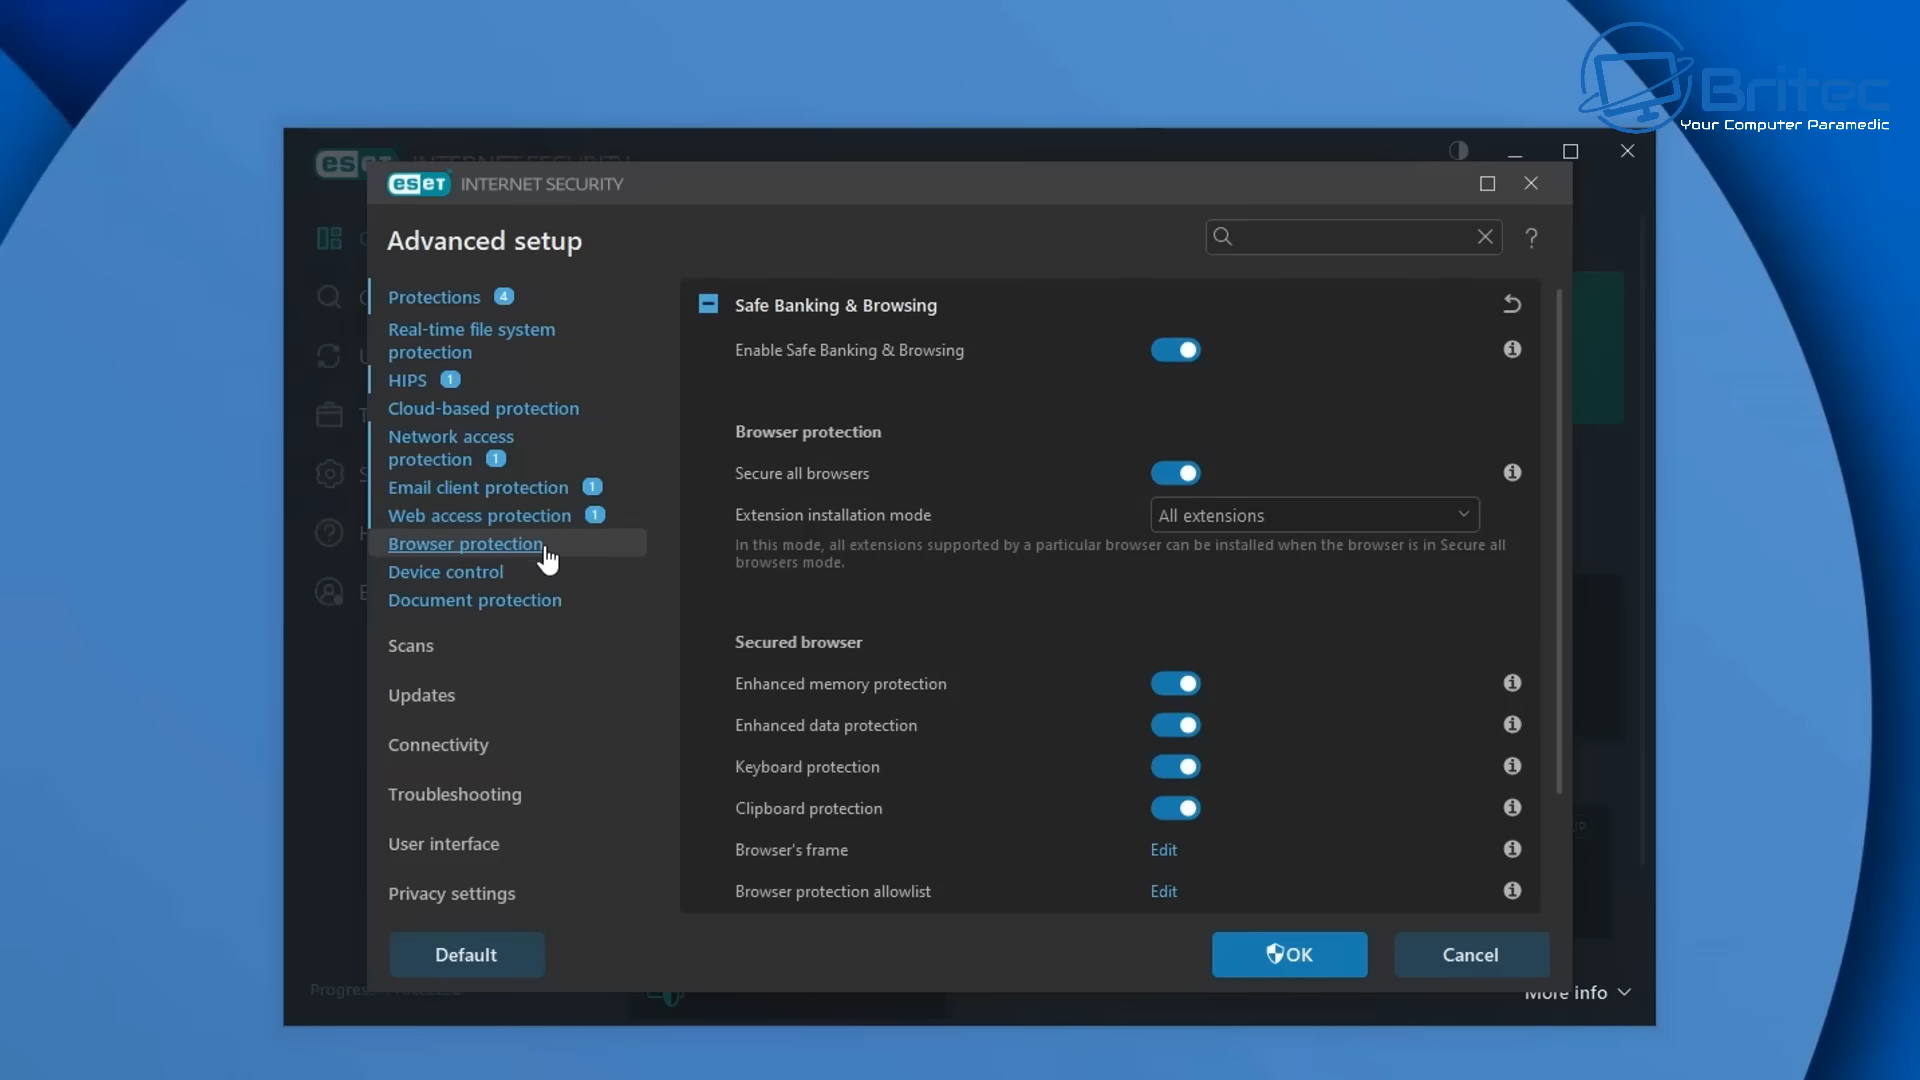 Britec
Your Computer Paramedic
eset INTERNET SECURITY
eset INTERNET SECURITY
Advanced setup
?
Protections 4
Real-time file system
protection
HIPS 1
Cloud-based protection
Network access
protection 1
Email client protection 1
Web access protection 1
Browser protection
Device control
Document protection
Scans
Updates
Connectivity
Troubleshooting
User interface
Privacy settings
Safe Banking & Browsing
Enable Safe Banking & Browsing
Browser protection
Secure all browsers
Extension installation mode All extensions
In this mode, all extensions supported by a particular browser can be installed when the browser is in Secure all
browsers mode.
Secured browser
Enhanced memory protection
Enhanced data protection
Keyboard protection
Clipboard protection
Browser's frame Edit
Browser protection allowlist Edit
Default
OK
Cancel
More info